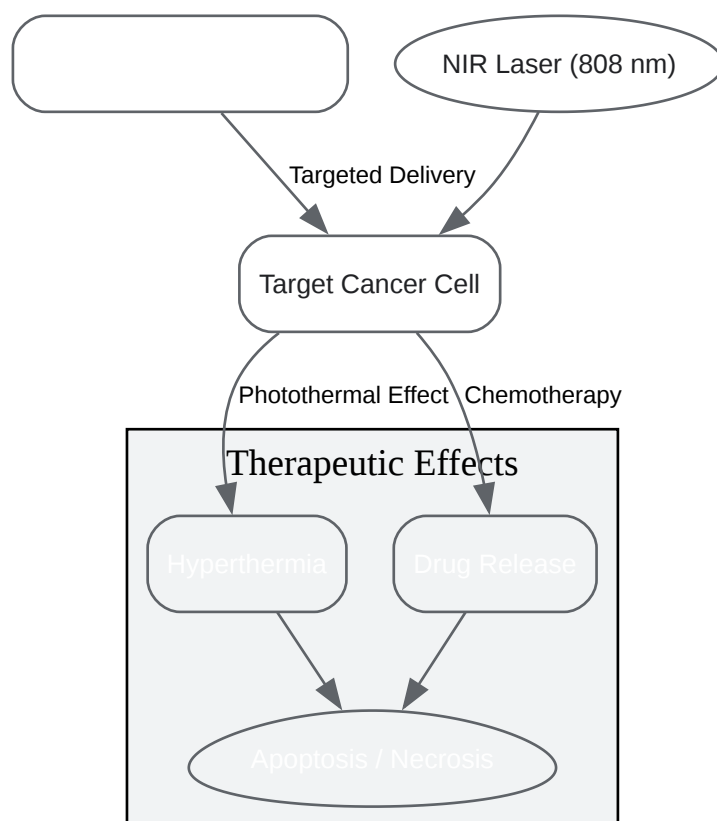 NIR Laser (808 nm)
Targeted Delivery
Target Cancer Cell
Photothermal Effect
Chemotherapy
Therapeutic Effects
Hyperthermia
Drug Release
Apoptosis / Necrosis